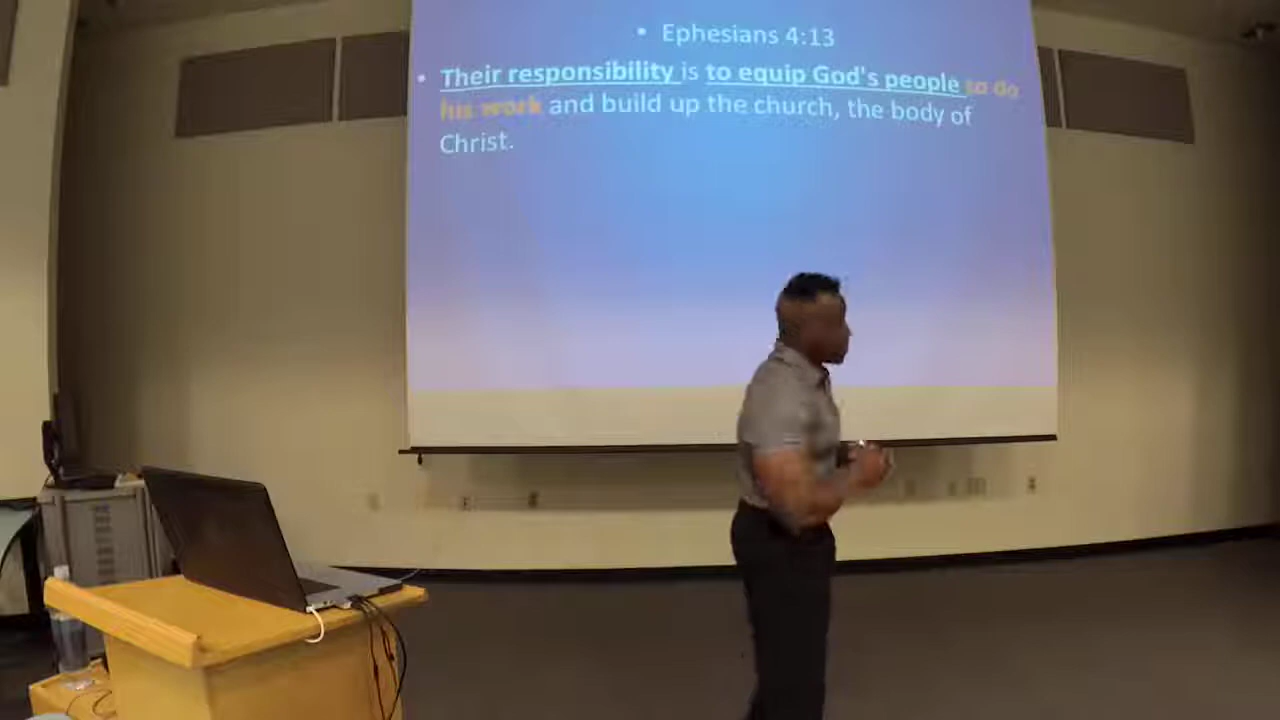 • Ephesians 4:13
• Their responsibility is to equip God's people to do
his work and build up the church, the body of
Christ.